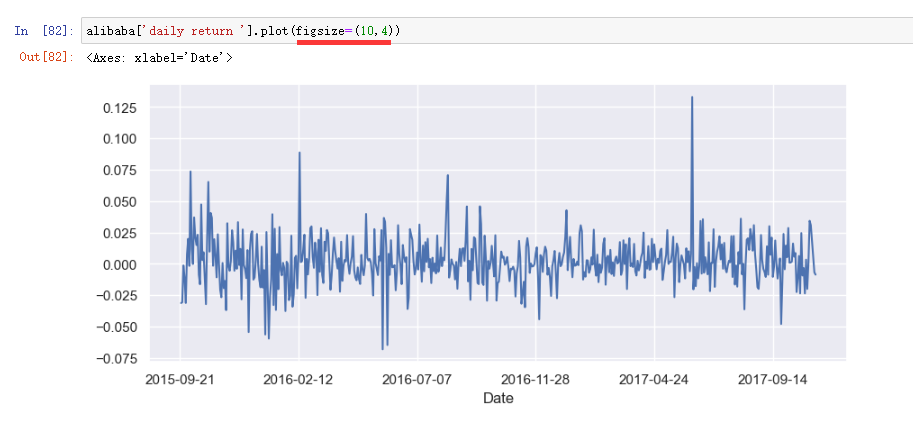 In [82]: alibaba['daily return '].plot(figsize=(10,4))
Out[82]: <Axes: xlabel='Date'>
0.125
0.100
0.075
0.050
0.025
0.000
−0.025
−0.050
−0.075
2015-09-21 2016-02-12 2016-07-07 2016-11-28 2017-04-24 2017-09-14
Date